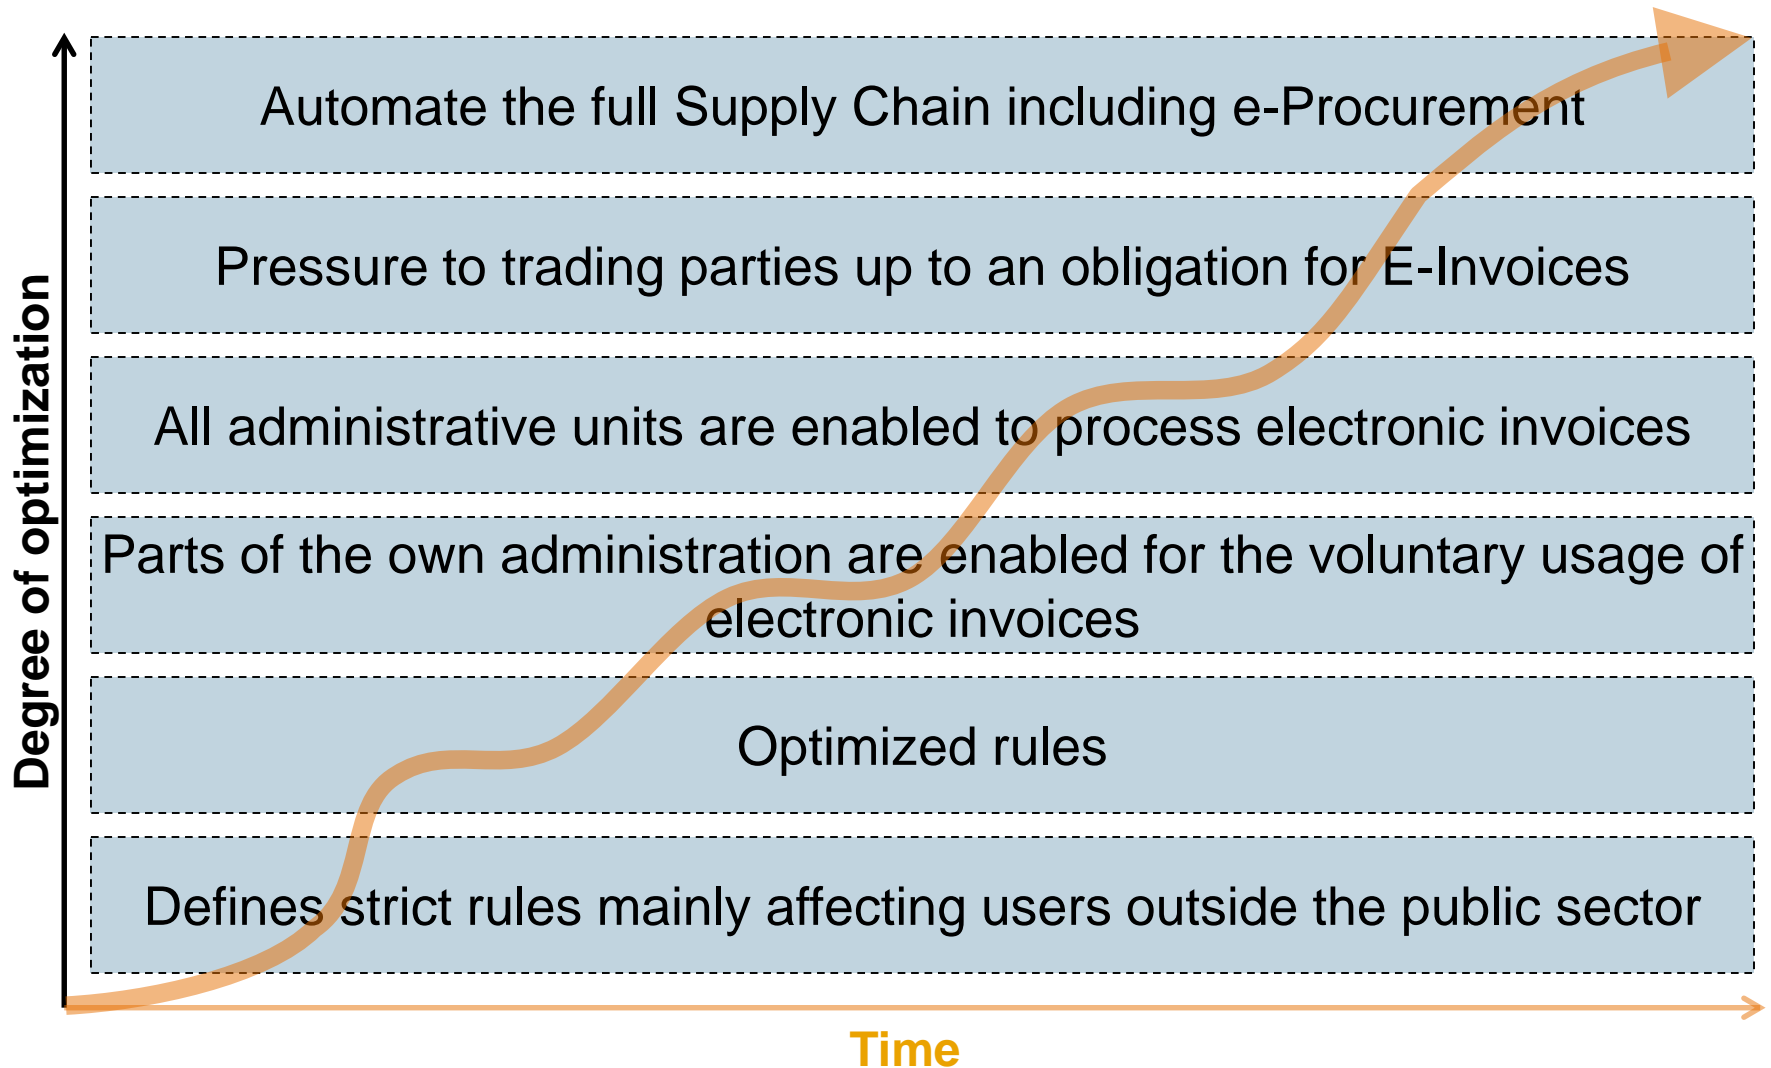 Automate the full Supply Chain including e-Procurement
Pressure to trading parties up to an obligation for E-Invoices
All administrative units are enabled to process electronic invoices
Parts of the own administration are enabled for the voluntary usage of
electronic invoices
Optimized rules
Defines strict rules mainly affecting users outside the public sector
Degree of optimization
Time